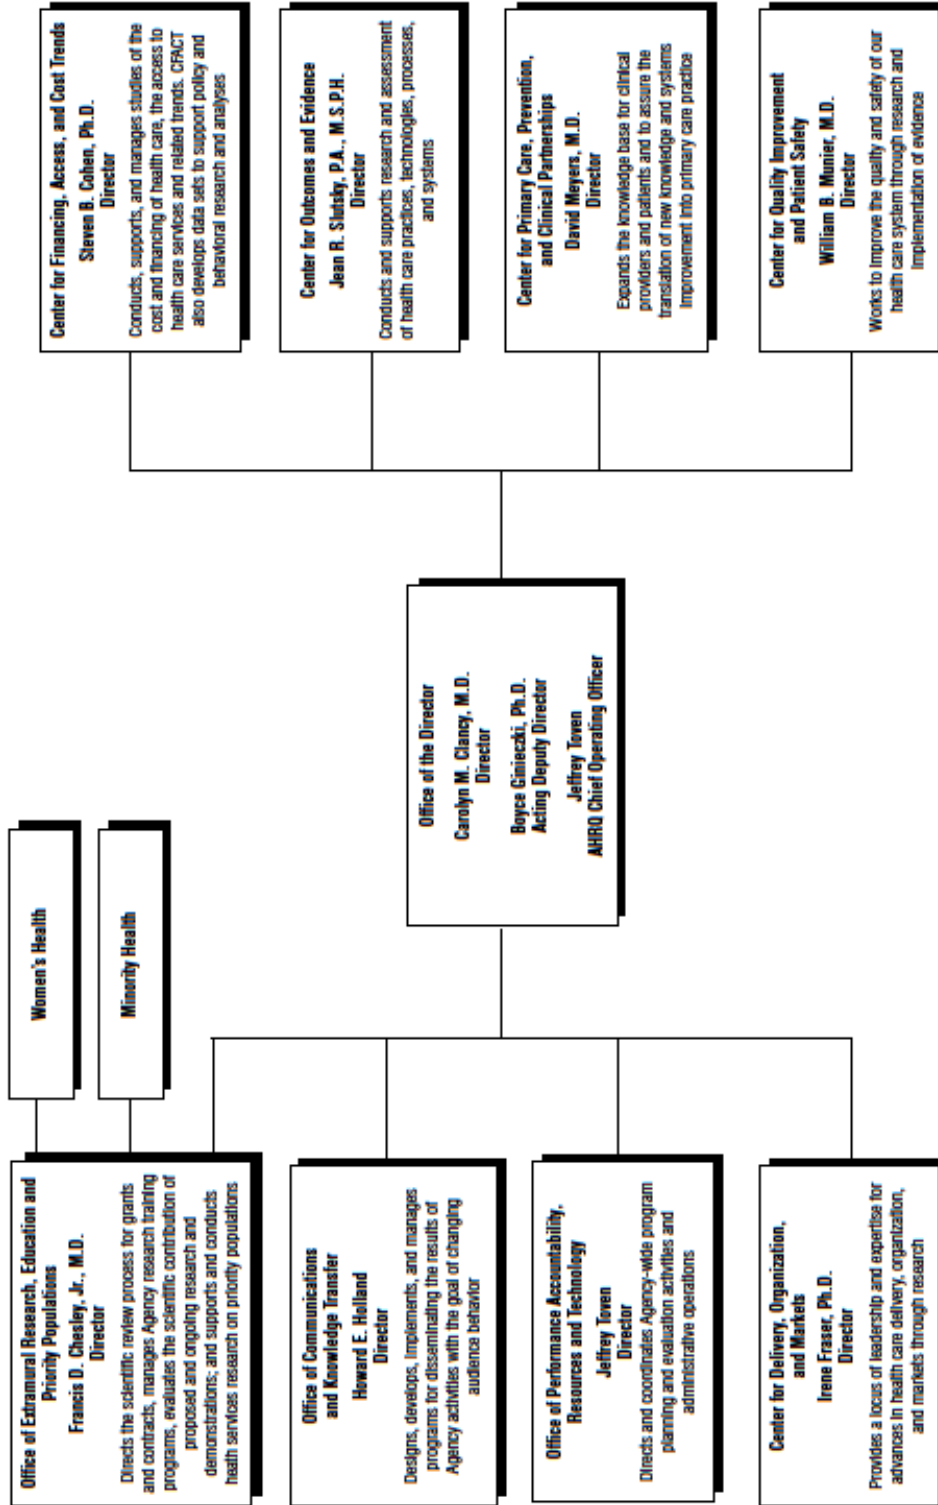 Women's Health
Minority Health
Office of Extramural Research, Education and
Priority Populations
Francis D. Chesley, Jr., M.D.
Director
Directs the scientific review process for grants
and contracts, manages Agency research training
programs, evaluates the scientific contribution of
proposed and ongoing research and
demonstrations; and supports and conducts
heath services research on priority populations
Office of Communications
and Knowledge Transfer
Howard E. Holland
Director
Designs, develops, implements, and manages
programs for disseminating the results of
Agency activities with the goal of changing
audience behavior
Office of Performance Accountability,
Resources and Technology
Jeffrey Toven
Director
Directs and coordinates Agency-wide program
planning and evaluation activities and
administrative operations
Center for Delivery, Organization,
and Markets
Irene Fraser, Ph.D.
Director
Provides a locus of leadership and expertise for
advances in health care delivery, organization,
and markets through research
Office of the Director
Carolyn M. Clancy, M.D.
Director
Boyce Ginieczki, Ph.D.
Acting Deputy Director
Jeffrey Toven
AHRQ Chief Operating Officer
Center for Financing, Access, and Cost Trends
Steven B. Cohen, Ph.D.
Director
Conducts, supports, and manages studies of the
cost and financing of health care, the access to
health care services and related trends. CFACT
also develops data sets to support policy and
behavioral research and analyses
Center for Outcomes and Evidence
Jean R. Slutsky, P.A., M.S.P.H.
Director
Conducts and supports research and assessment
of health care practices, technologies, processes,
and systems
Center for Primary Care, Prevention,
and Clinical Partnerships
David Meyers, M.D.
Director
Expands the knowledge base for clinical
providers and patients and to assure the
translation of new knowledge and systems
improvement into primary care practice
Center for Quality Improvement
and Patient Safety
William B. Munier, M.D.
Director
Works to improve the quality and safety of our
health care system through research and
implementation of evidence